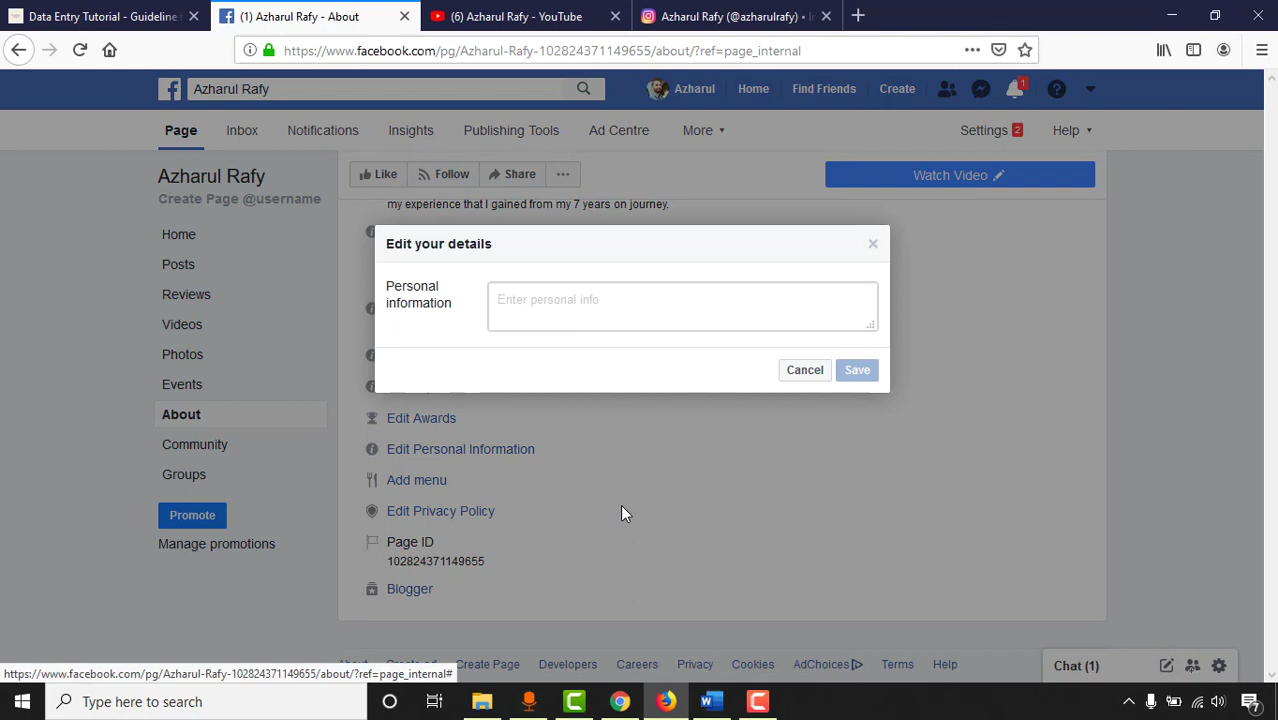 Data Entry Tutorial - Guideline
(1) Azharul Rafy - About
(6) Azharul Rafy - YouTube
Azharul Rafy (@azharulrafy) • In
https://www.facebook.com/pg/Azharul-Rafy-102824371149655/about/?ref=page_internal
Azharul Rafy
Azharul
Home
Find Friends
Create
1
Page
Inbox
Notifications
Insights
Publishing Tools
Ad Centre
More
Settings 2
Help
Azharul Rafy
Create Page @username
Like
Follow
Share
Watch Video
my experience that I gained from my 7 years on journey.
Home
Posts
Reviews
Videos
Photos
Events
About
Community
Groups
Promote
Manage promotions
Edit your details
Personal
information
Enter personal info
Cancel
Save
Edit Awards
Edit Personal Information
Add menu
Edit Privacy Policy
Page ID
102824371149655
Blogger
About
Create ad
Create Page
Developers
Careers
Privacy
Cookies
AdChoices
Terms
Help
Chat (1)
https://www.facebook.com/pg/Azharul-Rafy-102824371149655/about/?ref=page_internal#
Type here to search
7